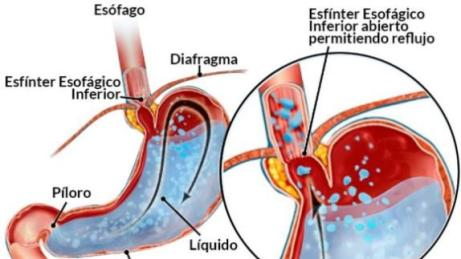 Esófago
Esfínter Esofágico
Inferior abierto
permitiendo reflujo
Diafragma
Esfínter Esofágico
Inferior
Píloro
Líquido